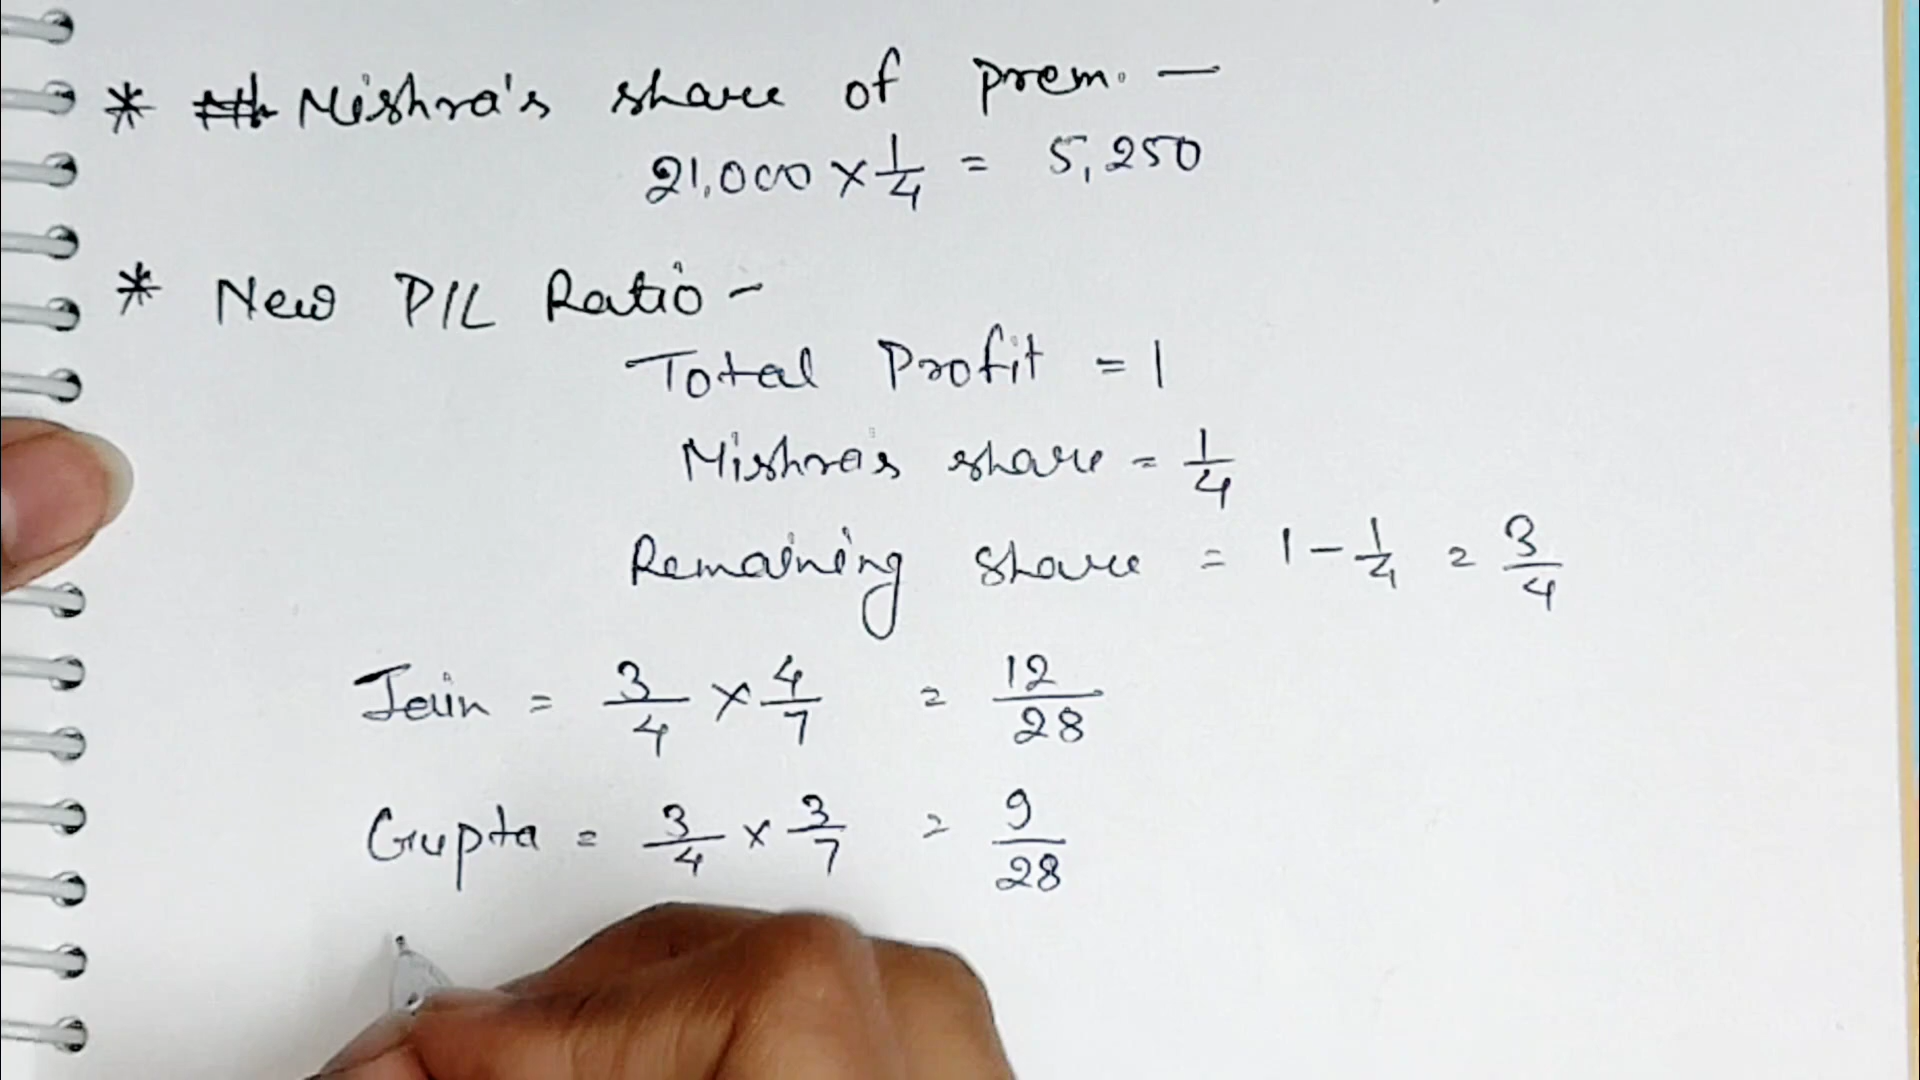 * Mishra's share of prem. —
21,000 × 1/4 = 5,250
* New P/L Ratio -
Total Profit = 1
Mishra's share = 1/4
Remaining share = 1 - 1/4 = 3/4
Jain = 3/4 × 4/7 = 12/28
Gupta = 3/4 × 3/7 = 9/28